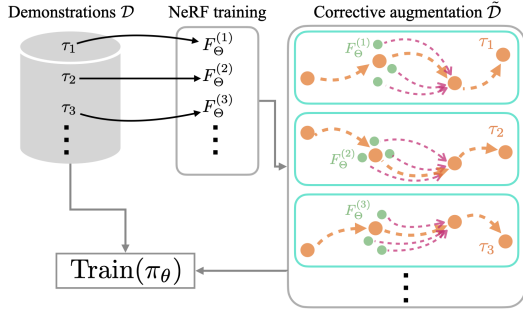 Demonstrations 𝒟
NeRF training
Corrective augmentation 𝒟̃
τ₁
τ₂
τ₃
F_Θ^(1)
F_Θ^(2)
F_Θ^(3)
F_Θ^(1)
τ₁
F_Θ^(2)
τ₂
F_Θ^(3)
τ₃
Train(π_θ)